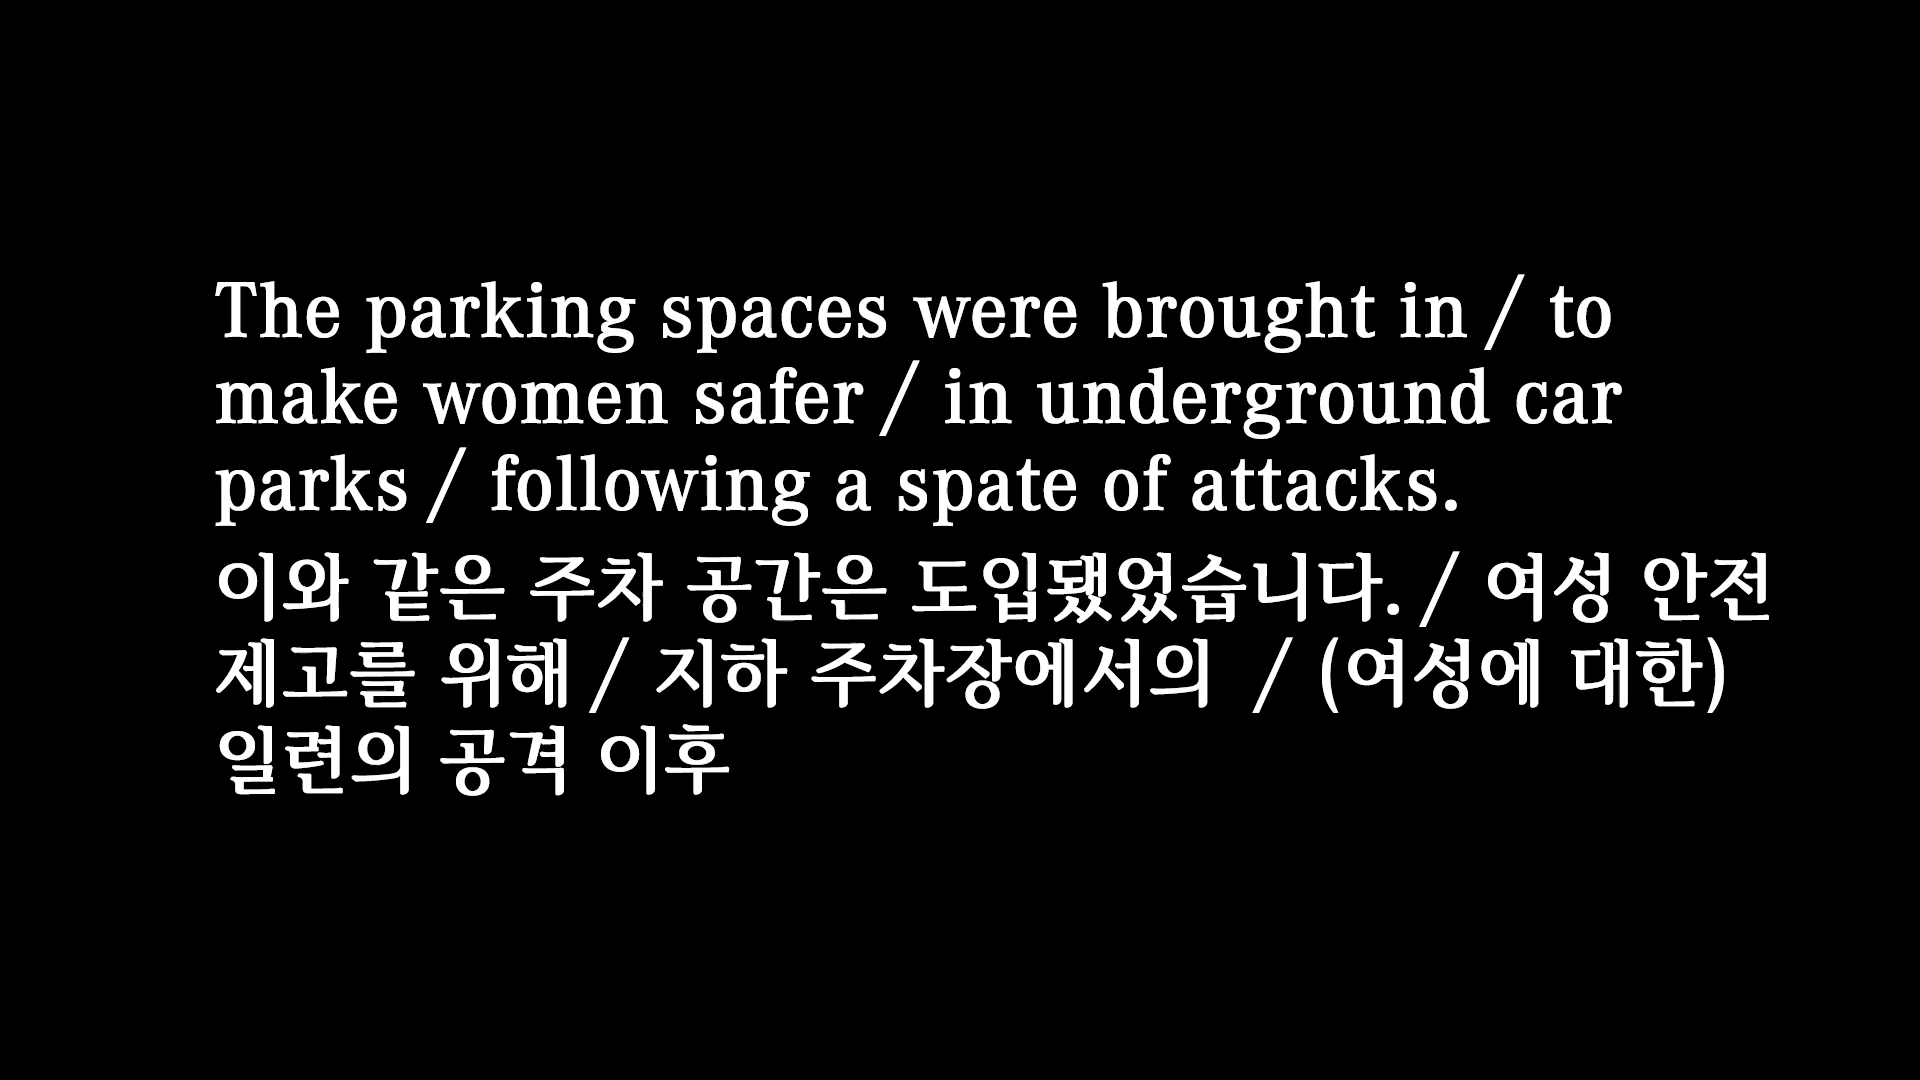 The parking spaces were brought in / to
make women safer / in underground car
parks / following a spate of attacks.
이와 같은 주차 공간은 도입됐었습니다. / 여성 안전
제고를 위해 / 지하 주차장에서의 / (여성에 대한)
일련의 공격 이후